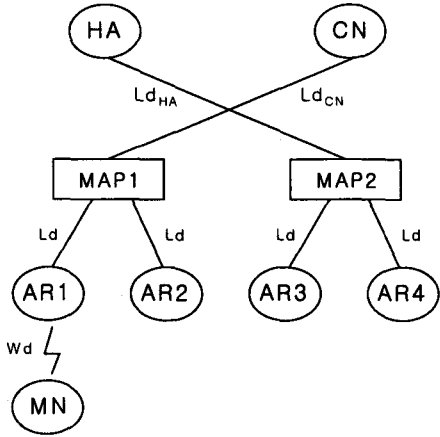 HA
CN
Ld_HA
Ld_CN
MAP1
MAP2
Ld
Ld
Ld
Ld
AR1
AR2
AR3
AR4
Wd
MN